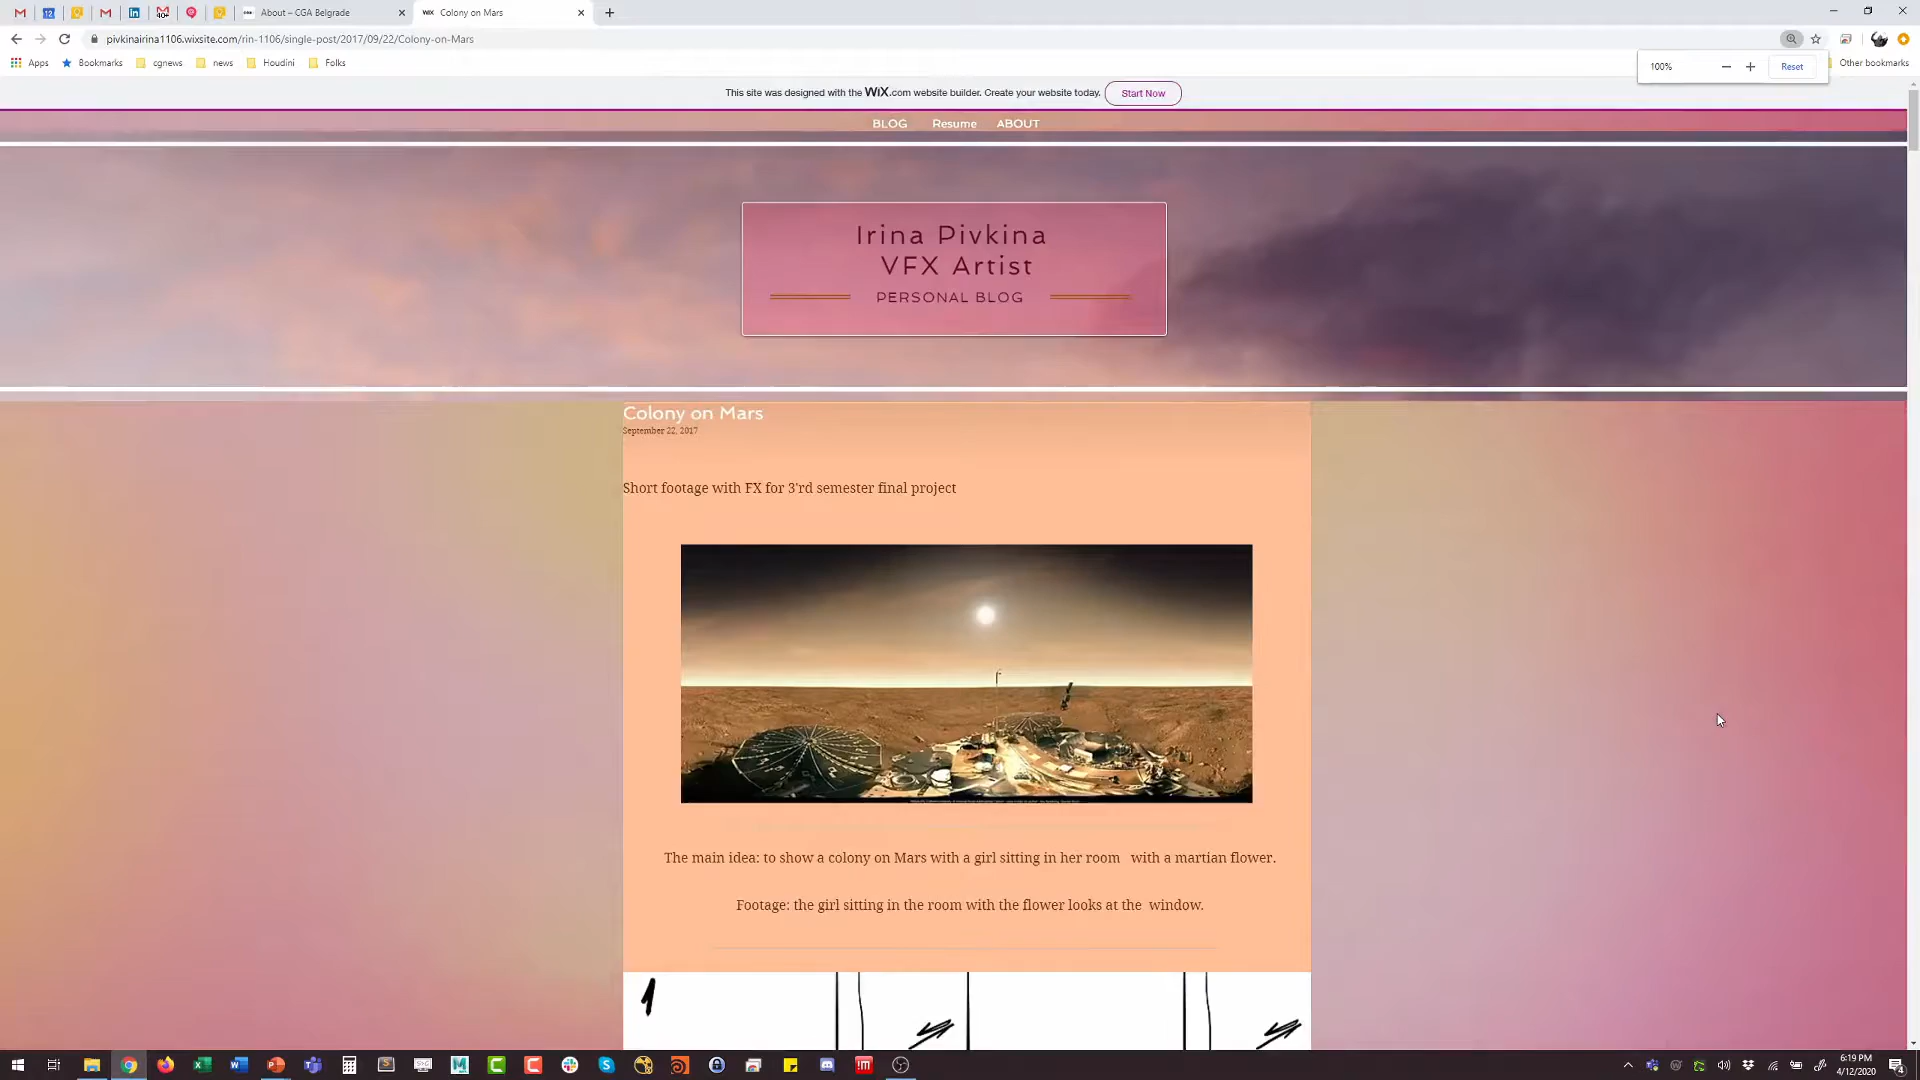 About – CGA Belgrade
WiX Colony on Mars
pivkinairina1106.wixsite.com/rin-1106/single-post/2017/09/22/Colony-on-Mars
Apps Bookmarks cgnews news Houdini Folks Other bookmarks
100% Reset
This site was designed with the WiX.com website builder. Create your website today. Start Now
BLOG Resume ABOUT
Irina Pivkina
VFX Artist
PERSONAL BLOG
Colony on Mars
September 22, 2017
Short footage with FX for 3'rd semester final project
The main idea: to show a colony on Mars with a girl sitting in her room with a martian flower.
Footage: the girl sitting in the room with the flower looks at the window.
1
6:19 PM
4/12/2020